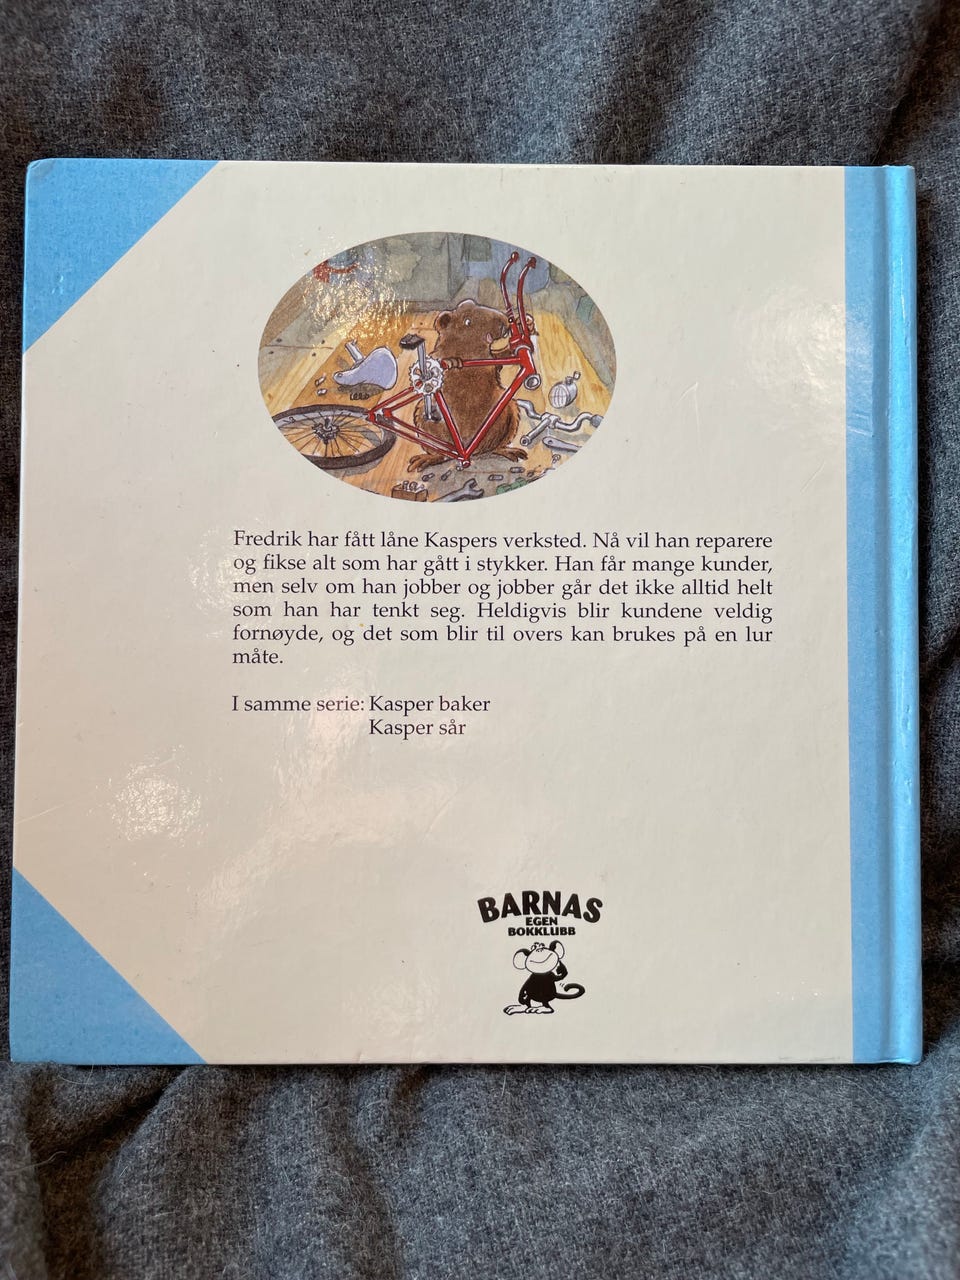 Fredrik har fått låne Kaspers verksted. Nå vil han reparere
og fikse alt som har gått i stykker. Han får mange kunder,
men selv om han jobber og jobber går det ikke alltid helt
som han har tenkt seg. Heldigvis blir kundene veldig
fornøyde, og det som blir til overs kan brukes på en lur
måte.
I samme serie: Kasper baker
Kasper sår
BARNAS
EGEN
BOKKLUBB